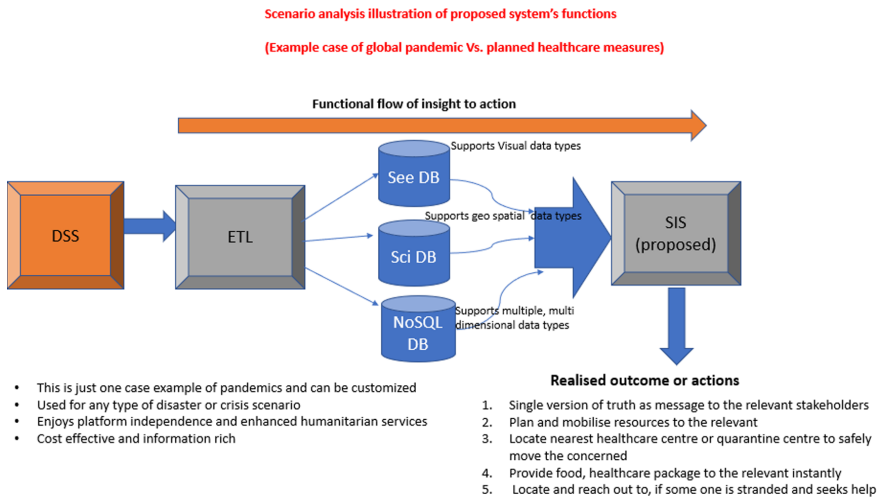 Scenario analysis illustration of proposed system's functions
(Example case of global pandemic Vs. planned healthcare measures)
Functional flow of insight to action
DSS
ETL
See DB
Supports Visual data types
Sci DB
Supports geo spatial data types
NoSQL
DB
Supports multiple, multi
dimensional data types
SIS
(proposed)
• This is just one case example of pandemics and can be customized
• Used for any type of disaster or crisis scenario
• Enjoys platform independence and enhanced humanitarian services
• Cost effective and information rich
Realised outcome or actions
1. Single version of truth as message to the relevant stakeholders
2. Plan and mobilise resources to the relevant
3. Locate nearest healthcare centre or quarantine centre to safely
move the concerned
4. Provide food, healthcare package to the relevant instantly
5. Locate and reach out to, if some one is stranded and seeks help